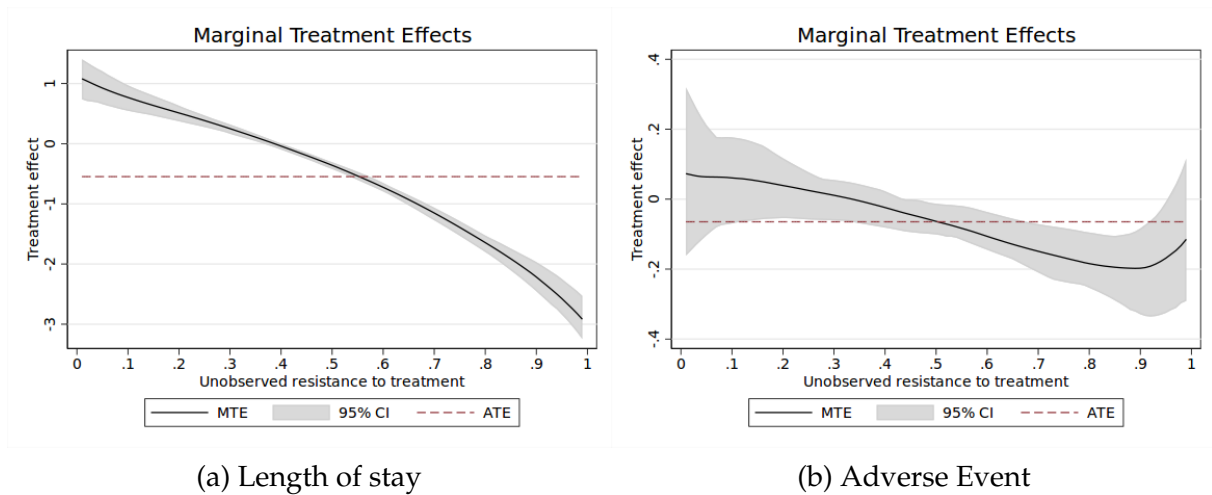 Marginal Treatment Effects
Treatment effect
1
0
-1
-2
-3
0 .1 .2 .3 .4 .5 .6 .7 .8 .9 1
Unobserved resistance to treatment
MTE 95% CI ATE
(a) Length of stay
Marginal Treatment Effects
Treatment effect
.4
.2
0
-.2
-.4
0 .1 .2 .3 .4 .5 .6 .7 .8 .9 1
Unobserved resistance to treatment
MTE 95% CI ATE
(b) Adverse Event